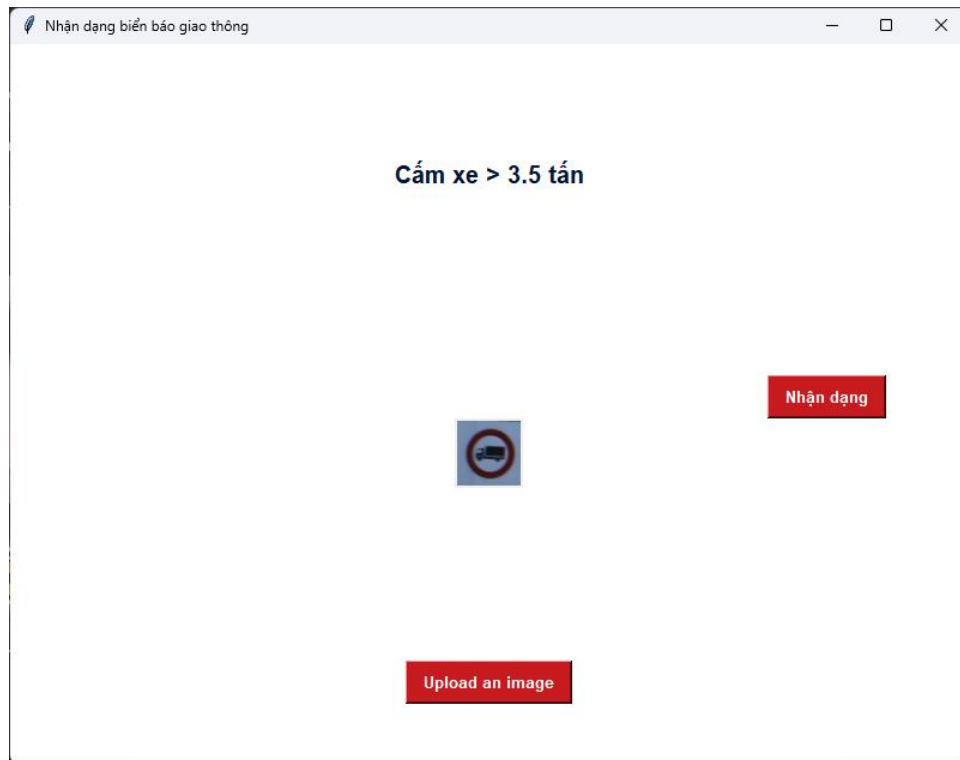 Nhận dạng biển báo giao thông
Cấm xe > 3.5 tấn
Nhận dạng
Upload an image